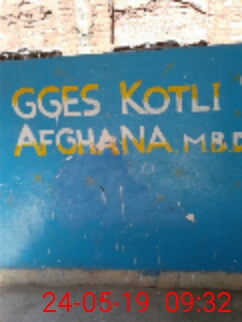 GGES KOTLI
AFGHANA M.B.D
24-05-19 09:32